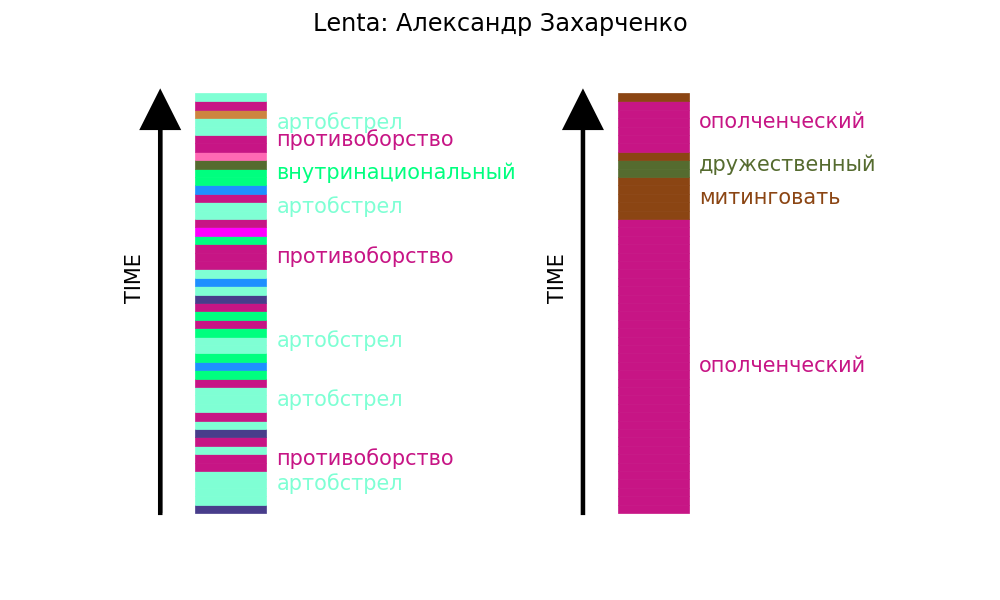 Lenta: Александр Захарченко
TIME
артобстрел
противоборство
внутринациональный
артобстрел
противоборство
артобстрел
артобстрел
противоборство
артобстрел
TIME
ополченческий
дружественный
митинговать
ополченческий